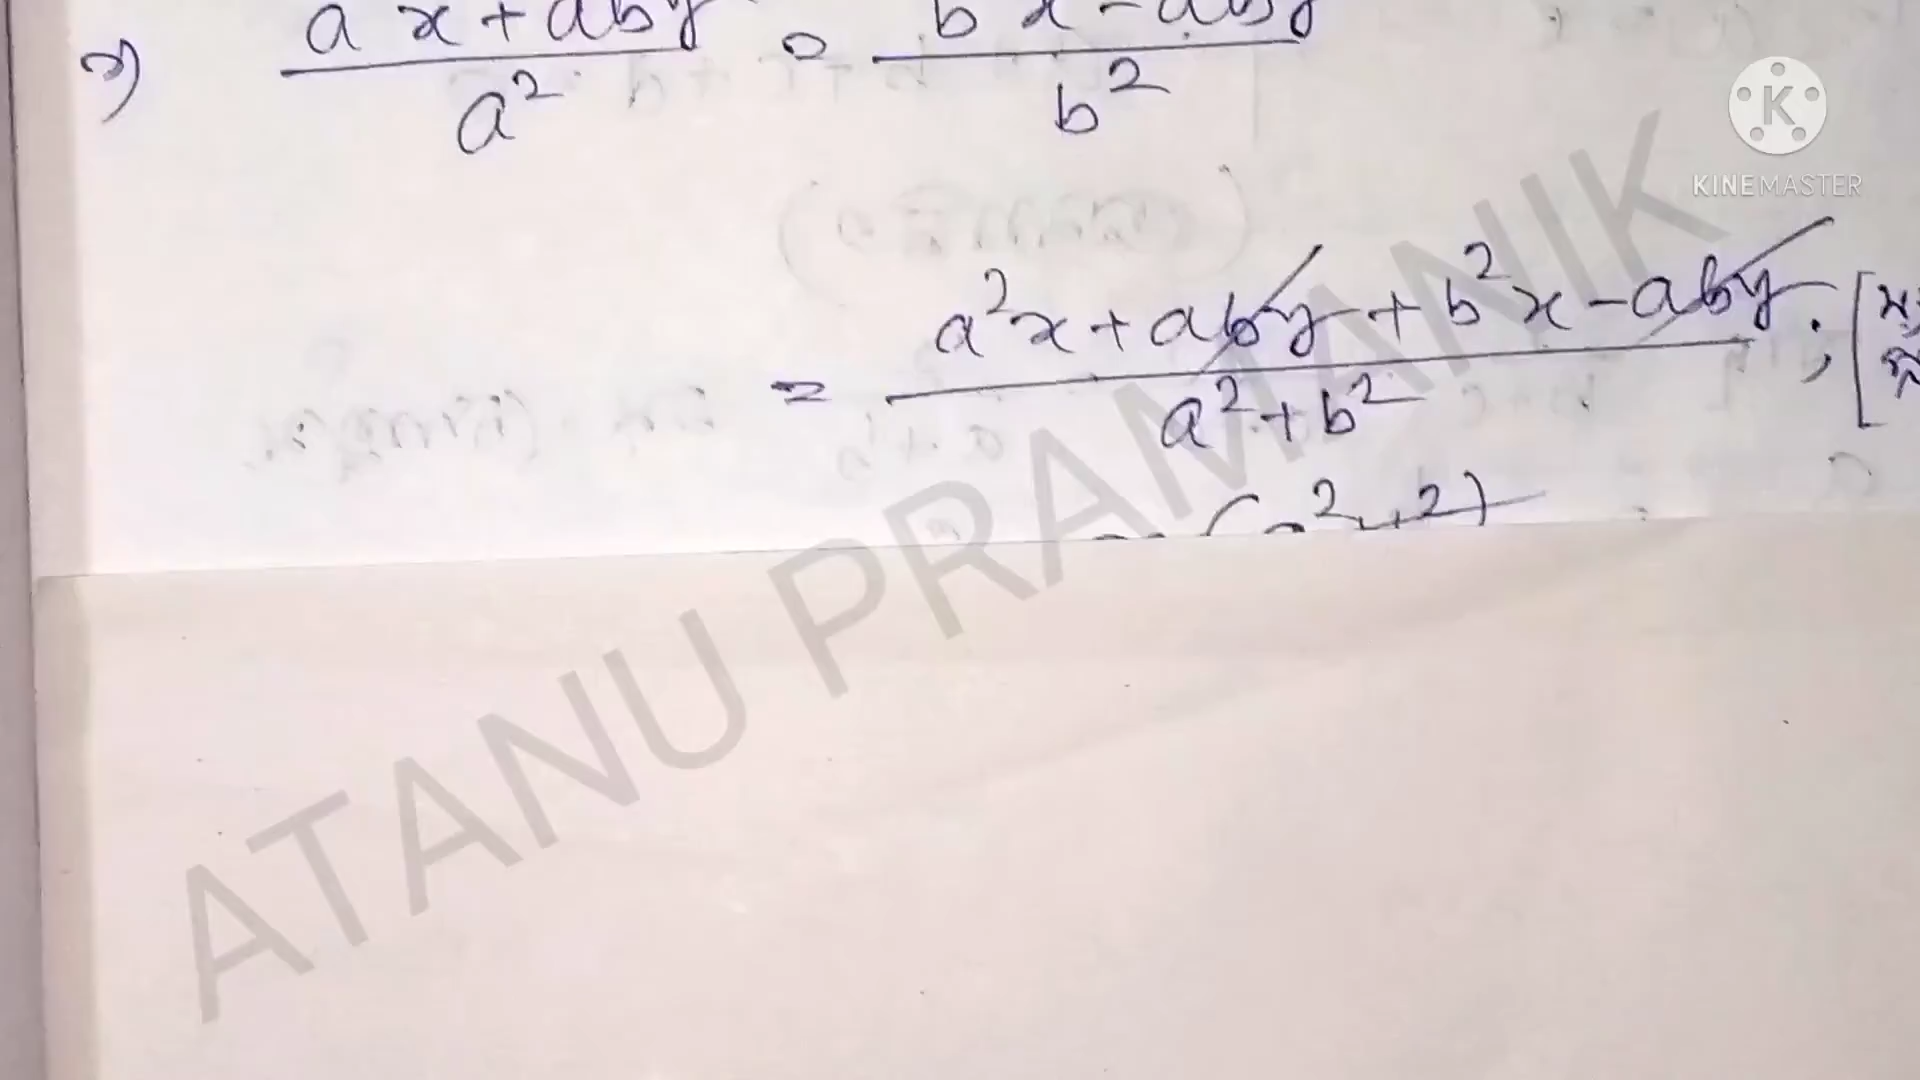 a²x + aby / a² = b²x - aby / b²
= a²x + aby + b²x - aby / a² + b² ; [
KINEMASTER
ATANU PRAMANIK